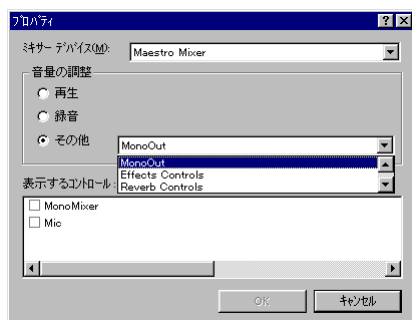 プロパティ
ミキサー デバイス(M): Maestro Mixer
音量の調整
再生
録音
その他 MonoOut
MonoOut
Effects Controls
Reverb Controls
表示するコントロール:
MonoMixer
Mic
OK キャンセル